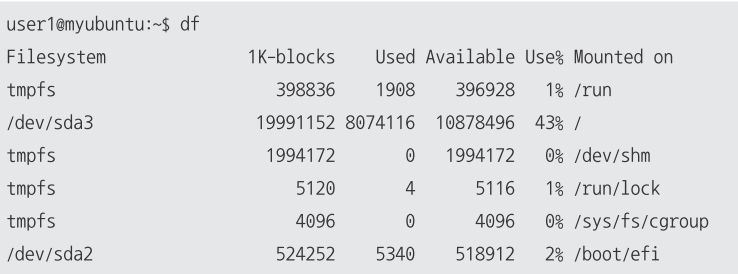 user1@myubuntu:~$ df
Filesystem 1K-blocks Used Available Use% Mounted on
tmpfs 398836 1908 396928 1% /run
/dev/sda3 19991152 8074116 10878496 43% /
tmpfs 1994172 0 1994172 0% /dev/shm
tmpfs 5120 4 5116 1% /run/lock
tmpfs 4096 0 4096 0% /sys/fs/cgroup
/dev/sda2 524252 5340 518912 2% /boot/efi